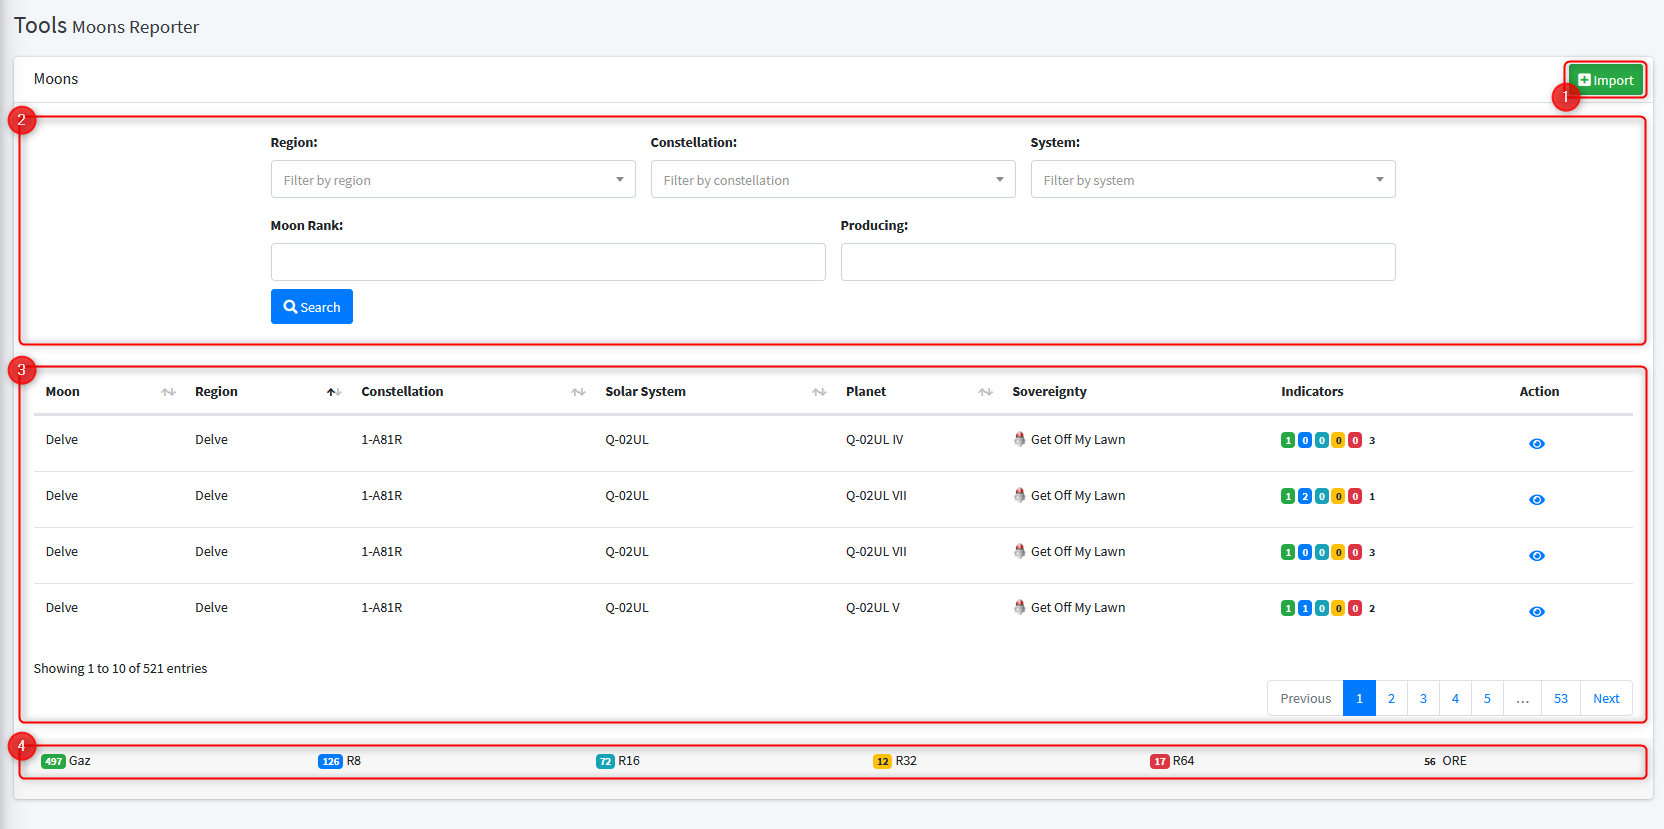 Tools Moons Reporter
Moons
Import
1
2
Region: Constellation: System:
Filter by region Filter by constellation Filter by system
Moon Rank: Producing:
Search
3
Moon Region Constellation Solar System Planet Sovereignty Indicators Action
Delve Delve 1-A81R Q-02UL Q-02UL IV Get Off My Lawn 1 0 0 0 0 3
Delve Delve 1-A81R Q-02UL Q-02UL VII Get Off My Lawn 1 2 0 0 0 1
Delve Delve 1-A81R Q-02UL Q-02UL VII Get Off My Lawn 1 0 0 0 0 3
Delve Delve 1-A81R Q-02UL Q-02UL V Get Off My Lawn 1 1 0 0 0 2
Showing 1 to 10 of 521 entries
Previous 1 2 3 4 5 … 53 Next
4
497 Gaz 126 R8 72 R16 12 R32 17 R64 56 ORE